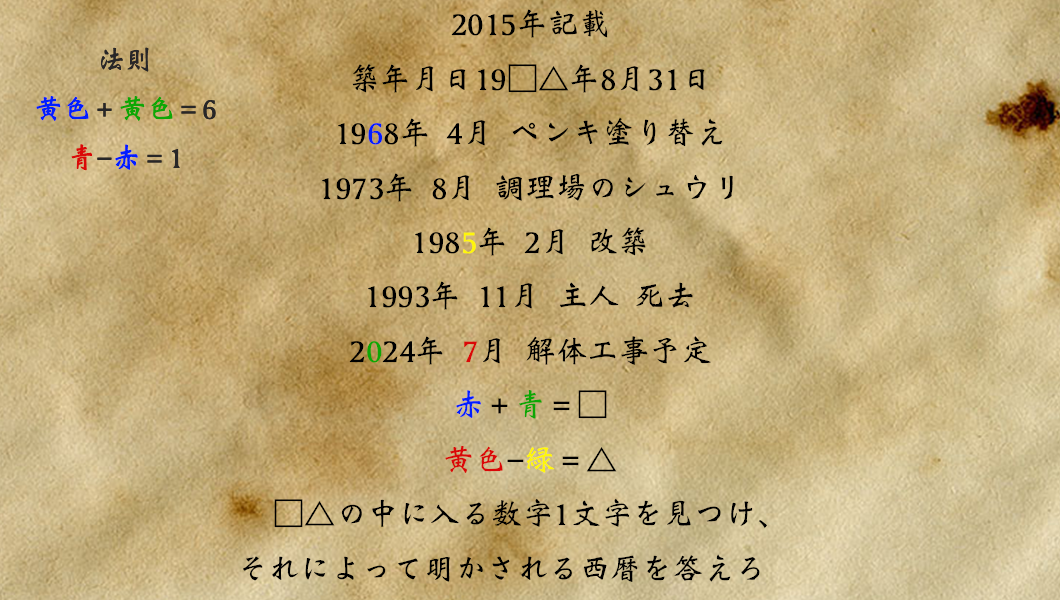 法則
黄色+黄色=6
青−赤=1
2015年記載
築年月日19□△年8月31日
1968年 4月 ペンキ塗り替え
1973年 8月 調理場のシュウリ
1985年 2月 改築
1993年 11月 主人 死去
2024年 7月 解体工事予定
赤+青=□
黄色−緑=△
□△の中に入る数字1文字を見つけ、
それによって明かされる西暦を答えろ